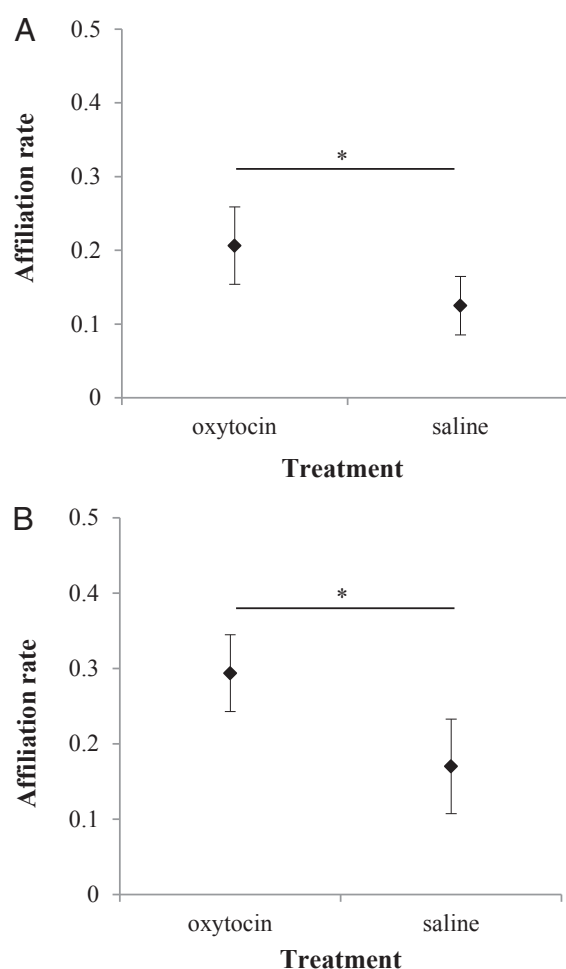 A
0.5
0.4
0.3
0.2
0.1
0
Affiliation rate
*
oxytocin saline
Treatment
B
0.5
0.4
0.3
0.2
0.1
0
Affiliation rate
*
oxytocin saline
Treatment